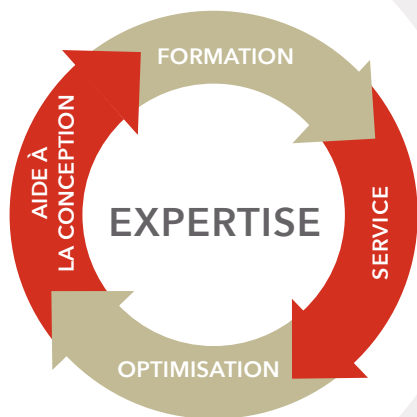 FORMATION
AIDE À
LA CONCEPTION
EXPERTISE
SERVICE
OPTIMISATION